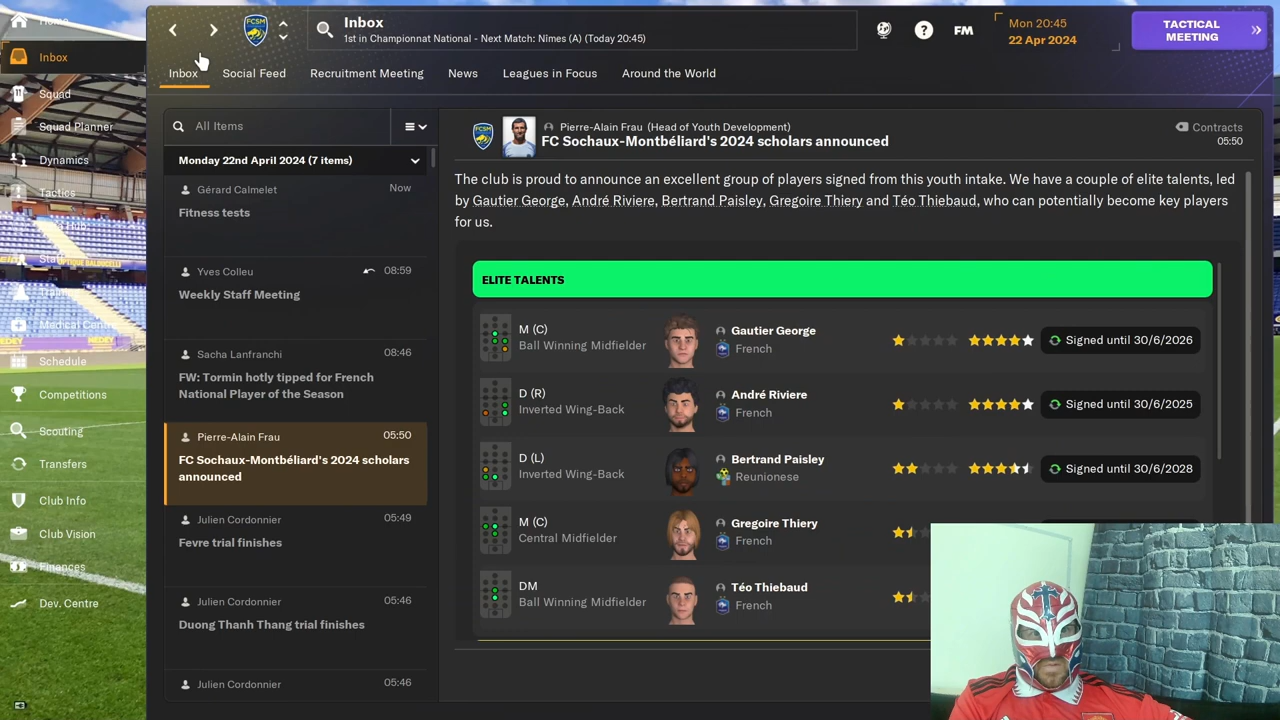 Home
Inbox
Squad
Squad Planner
Dynamics
Tactics
Medical Centre
Schedule
Competitions
Scouting
Transfers
Club Info
Club Vision
Finances
Dev. Centre
FCSM
Inbox
1st in Championnat National - Next Match: Nîmes (A) (Today 20:45)
?
FM
Mon 20:45
22 Apr 2024
TACTICAL
MEETING
Inbox
Social Feed
Recruitment Meeting
News
Leagues in Focus
Around the World
All Items
Monday 22nd April 2024 (7 items)
Gérard Calmelet
Now
Fitness tests
Yves Colleu
08:59
Weekly Staff Meeting
Sacha Lanfranchi
08:46
FW: Tormin hotly tipped for French
National Player of the Season
Pierre-Alain Frau
05:50
FC Sochaux-Montbéliard's 2024 scholars
announced
Julien Cordonnier
05:49
Fevre trial finishes
Julien Cordonnier
05:46
Duong Thanh Thang trial finishes
Julien Cordonnier
05:46
Pierre-Alain Frau (Head of Youth Development)
FC Sochaux-Montbéliard's 2024 scholars announced
Contracts
05:50
The club is proud to announce an excellent group of players signed from this youth intake. We have a couple of elite talents, led
by Gautier George, André Riviere, Bertrand Paisley, Gregoire Thiery and Téo Thiebaud, who can potentially become key players
for us.
ELITE TALENTS
M (C)
Ball Winning Midfielder
Gautier George
French
Signed until 30/6/2026
D (R)
Inverted Wing-Back
André Riviere
French
Signed until 30/6/2025
D (L)
Inverted Wing-Back
Bertrand Paisley
Reunionese
Signed until 30/6/2028
M (C)
Central Midfielder
Gregoire Thiery
French
DM
Ball Winning Midfielder
Téo Thiebaud
French